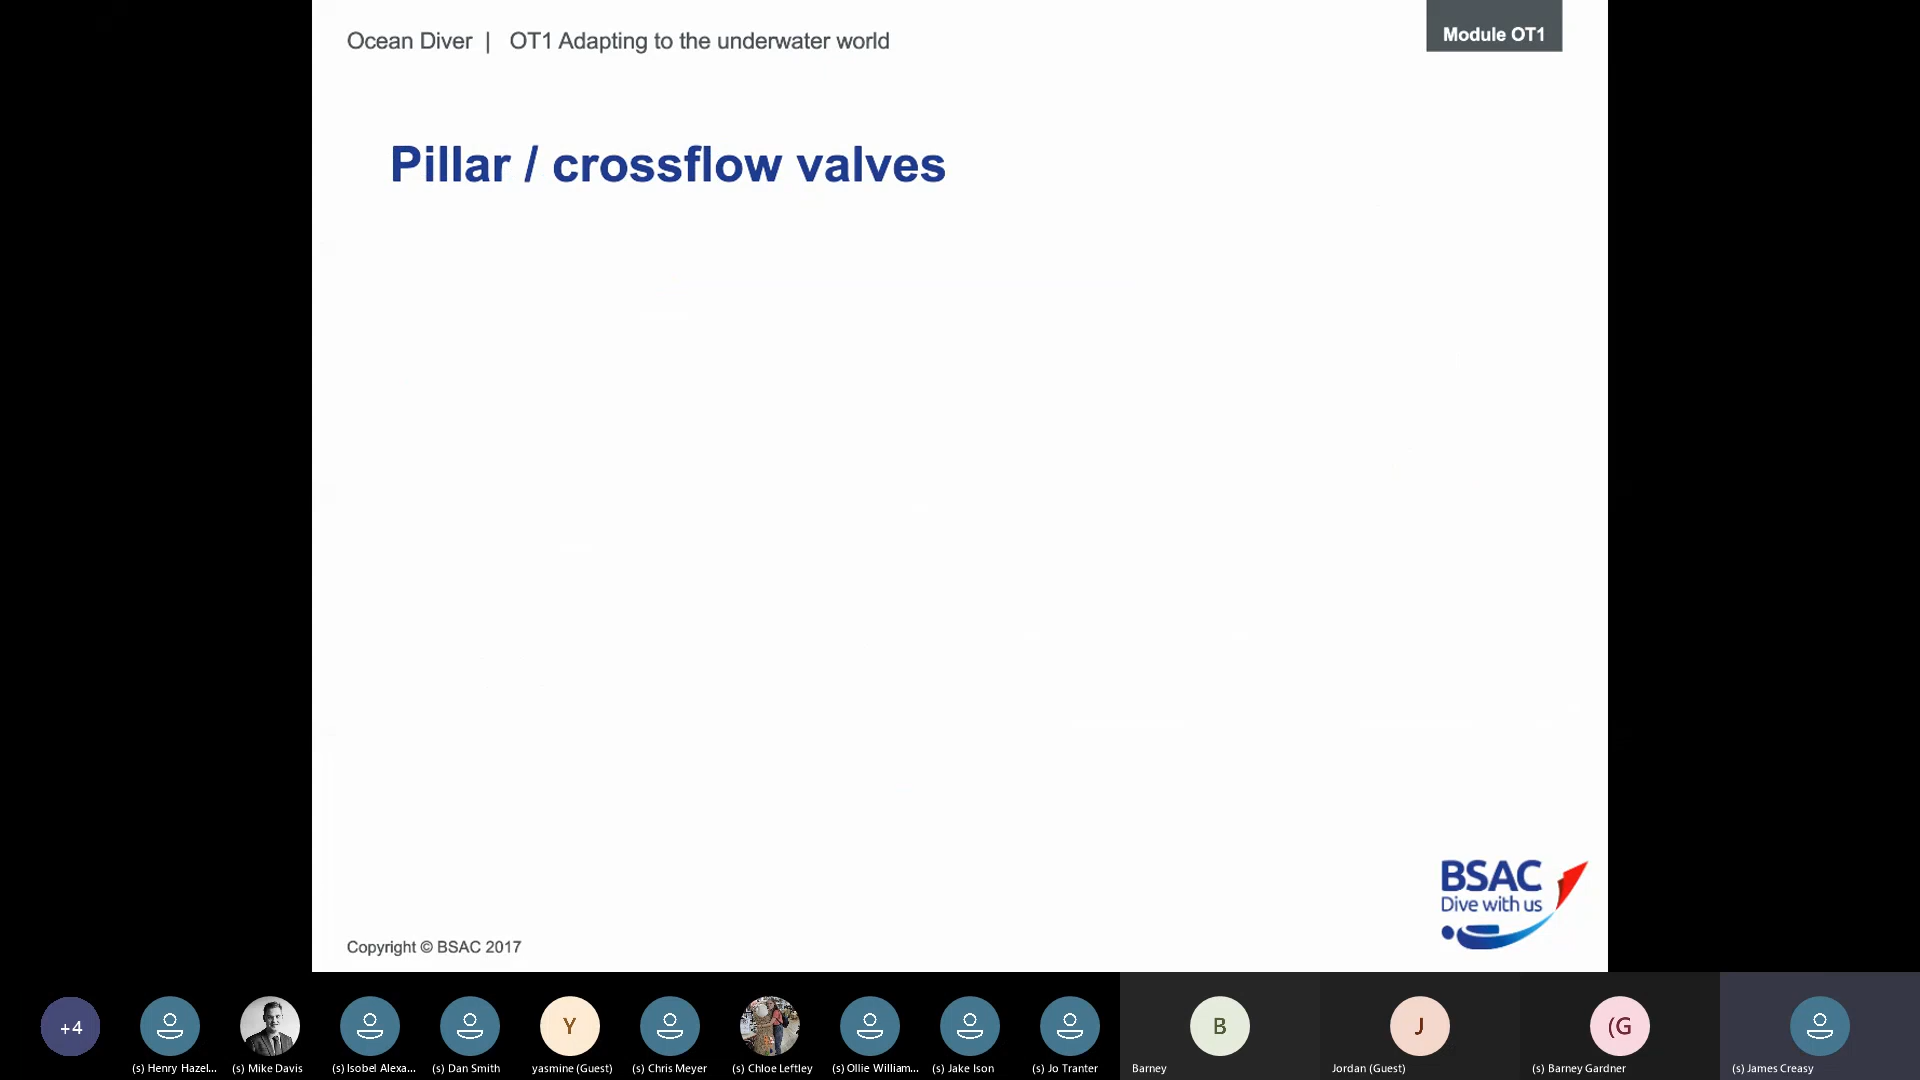 Ocean Diver | OT1 Adapting to the underwater world
Module OT1
Pillar / crossflow valves
BSAC
Dive with us
Copyright © BSAC 2017
+4
Y
B
J
(G
(s) Henry Hazel...
(s) Mike Davis
(s) Isobel Alexa...
(s) Dan Smith
yasmine (Guest)
(s) Chris Meyer
(s) Chloe Leftley
(s) Ollie William...
(s) Jake Ison
(s) Jo Tranter
Barney
Jordan (Guest)
(s) Barney Gardner
(s) James Creasy